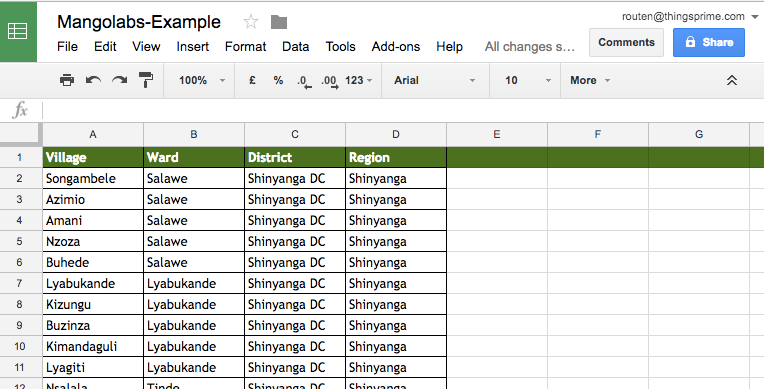 Mangolabs-Example
routen@thingsprime.com
File Edit View Insert Format Data Tools Add-ons Help All changes s... Comments Share
100% £ % .0 .00 123 Arial 10 More
fx
A B C D E F G
1 Village Ward District Region
2 Songambele Salawe Shinyanga DC Shinyanga
3 Azimio Salawe Shinyanga DC Shinyanga
4 Amani Salawe Shinyanga DC Shinyanga
5 Nzoza Salawe Shinyanga DC Shinyanga
6 Buhede Salawe Shinyanga DC Shinyanga
7 Lyabukande Lyabukande Shinyanga DC Shinyanga
8 Kizungu Lyabukande Shinyanga DC Shinyanga
9 Buzinza Lyabukande Shinyanga DC Shinyanga
10 Kimandaguli Lyabukande Shinyanga DC Shinyanga
11 Lyagiti Lyabukande Shinyanga DC Shinyanga
12 Nsalala Tinde Shinyanga DC Shinyanga